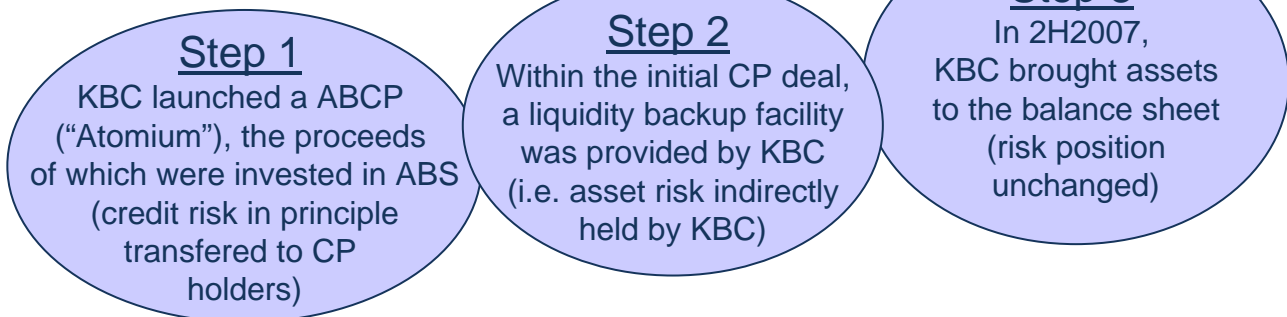 Step 1
KBC launched a ABCP
(“Atomium”), the proceeds
of which were invested in ABS
(credit risk in principle
transfered to CP
holders)
Step 2
Within the initial CP deal,
a liquidity backup facility
was provided by KBC
(i.e. asset risk indirectly
held by KBC)
Step
In 2H2007,
KBC brought assets
to the balance sheet
(risk position
unchanged)